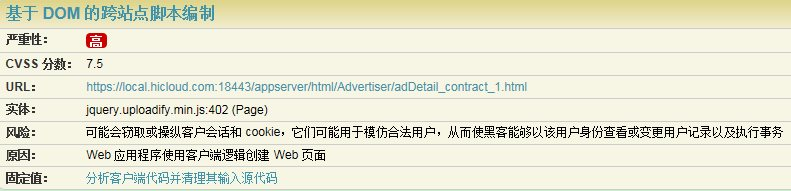 基于 DOM 的跨站点脚本编制
严重性： 高
CVSS 分数： 7.5
URL： https://local.hicloud.com:18443/appserver/html/Advertiser/adDetail_contract_1.html
实体： jquery.uploadify.min.js:402 (Page)
风险： 可能会窃取或操纵客户会话和 cookie，它们可能用于模仿合法用户，从而使黑客能够以该用户身份查看或变更用户记录以及执行事务
原因： Web 应用程序使用客户端逻辑创建 Web 页面
固定值： 分析客户端代码并清理其输入源代码